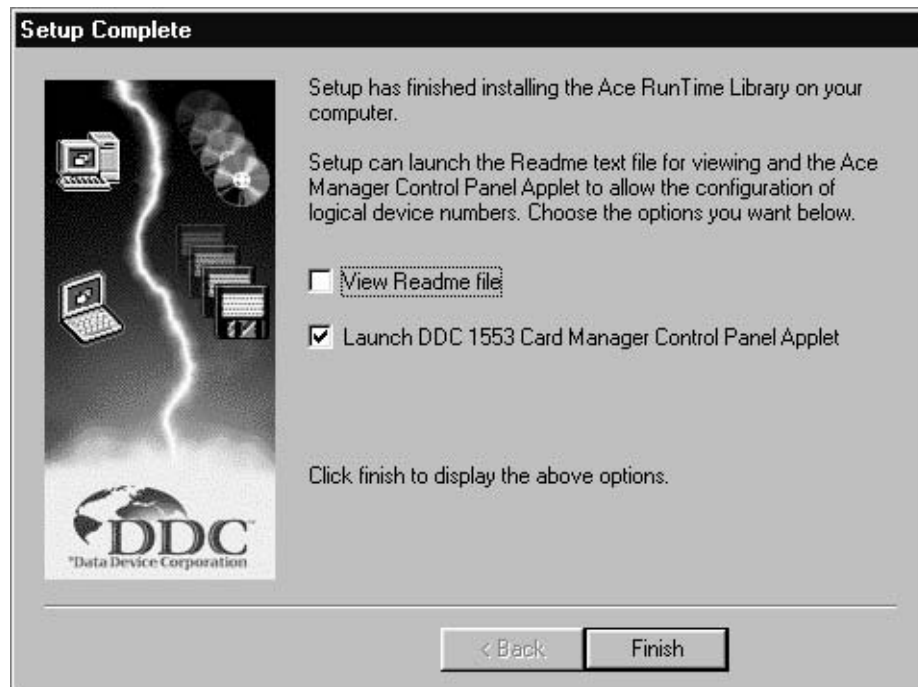 Setup Complete
Setup has finished installing the Ace RunTime Library on your
computer.
Setup can launch the Readme text file for viewing and the Ace
Manager Control Panel Applet to allow the configuration of
logical device numbers. Choose the options you want below.
View Readme file
Launch DDC 1553 Card Manager Control Panel Applet
Click finish to display the above options.
DDC
Data Device Corporation
< Back
Finish